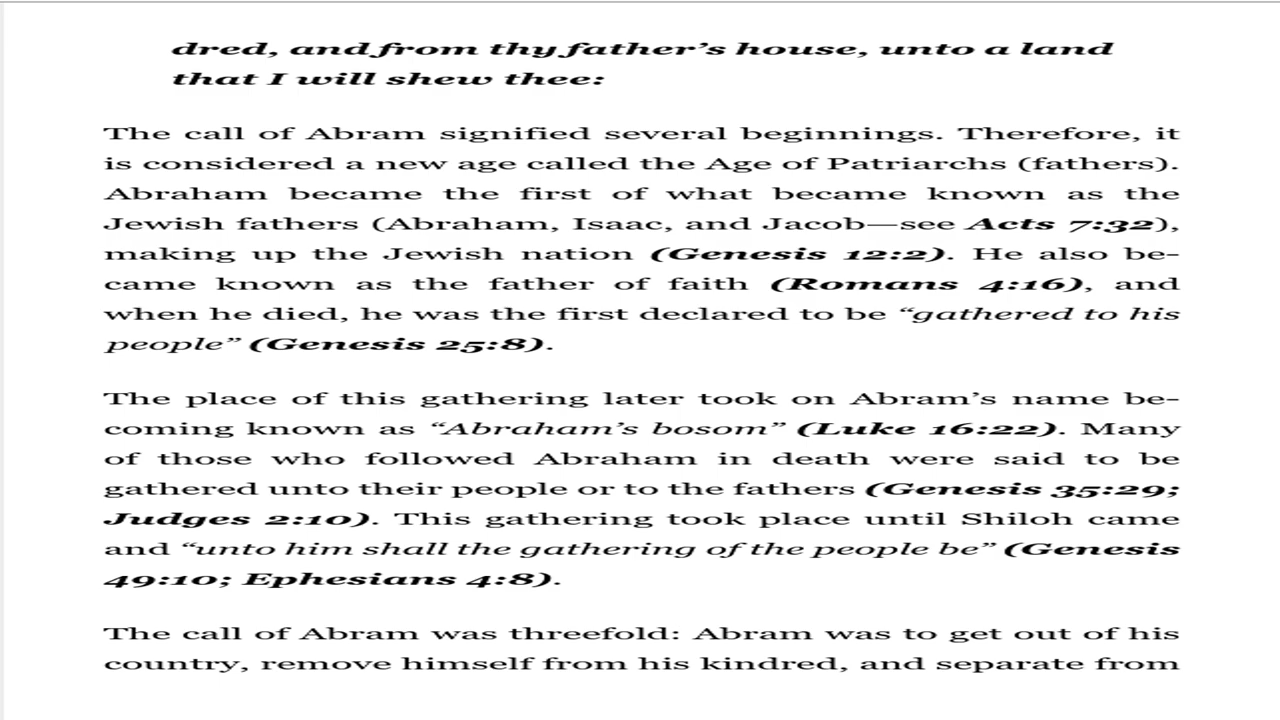 dred, and from thy father’s house, unto a land
that I will shew thee:
The call of Abram signified several beginnings. Therefore, it
is considered a new age called the Age of Patriarchs (fathers).
Abraham became the first of what became known as the
Jewish fathers (Abraham, Isaac, and Jacob—see Acts 7:32),
making up the Jewish nation (Genesis 12:2). He also be-
came known as the father of faith (Romans 4:16), and
when he died, he was the first declared to be “gathered to his
people” (Genesis 25:8).
The place of this gathering later took on Abram’s name be-
coming known as “Abraham’s bosom” (Luke 16:22). Many
of those who followed Abraham in death were said to be
gathered unto their people or to the fathers (Genesis 35:29;
Judges 2:10). This gathering took place until Shiloh came
and “unto him shall the gathering of the people be” (Genesis
49:10; Ephesians 4:8).
The call of Abram was threefold: Abram was to get out of his
country, remove himself from his kindred, and separate from